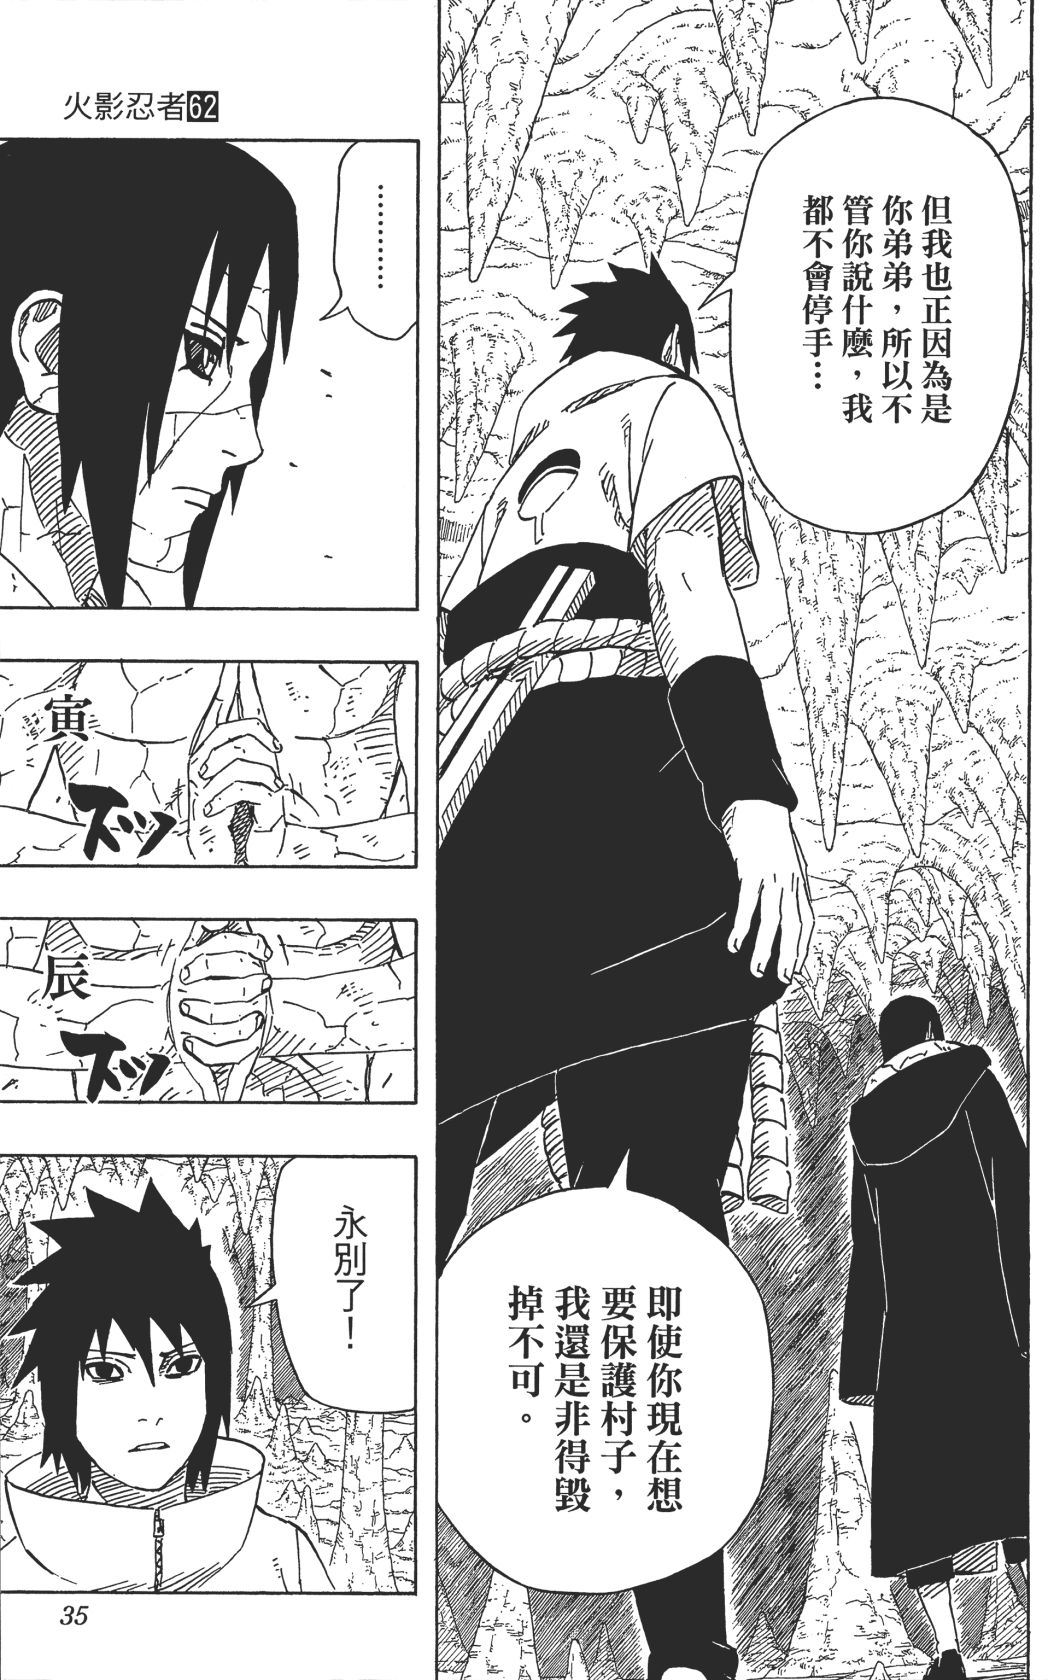 火影忍者62
但我也正因為是
你弟弟，所以不
管你說什麼，我
都不會停手…
即使你現在想
要保護村子，
我還是非得毀
掉不可。
………
寅
ズッ
辰
ズッ
永別了！
35